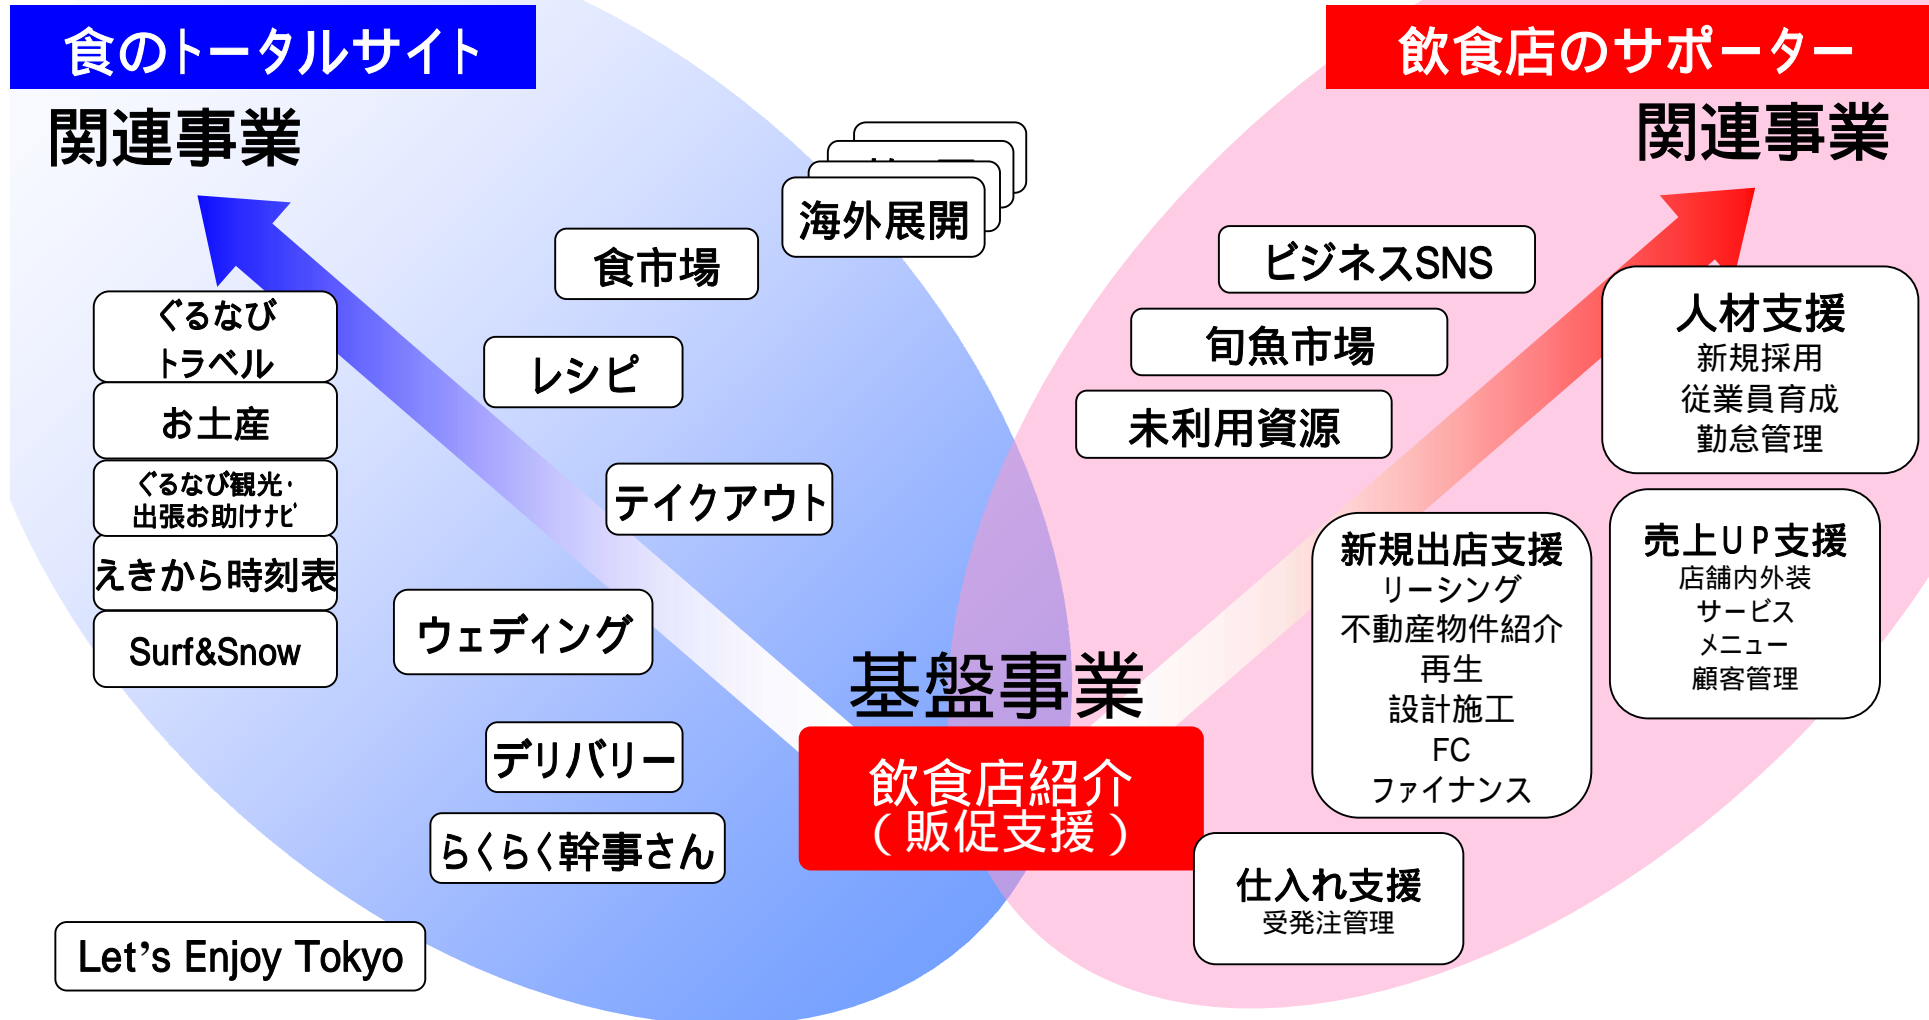 食のトータルサイト
関連事業
飲食店のサポーター
関連事業
海外展開
食市場
レシピ
テイクアウト
ウェディング
デリバリー
らくらく幹事さん
ぐるなび
トラベル
お土産
ぐるなび観光・
出張お助けナビ
えきから時刻表
Surf&Snow
Let’s Enjoy Tokyo
基盤事業
飲食店紹介
（販促支援）
ビジネスSNS
旬魚市場
未利用資源
人材支援
新規採用
従業員育成
勤怠管理
新規出店支援
リーシング
不動産物件紹介
再生
設計施工
FC
ファイナンス
売上UP支援
店舗内外装
サービス
メニュー
顧客管理
仕入れ支援
受発注管理